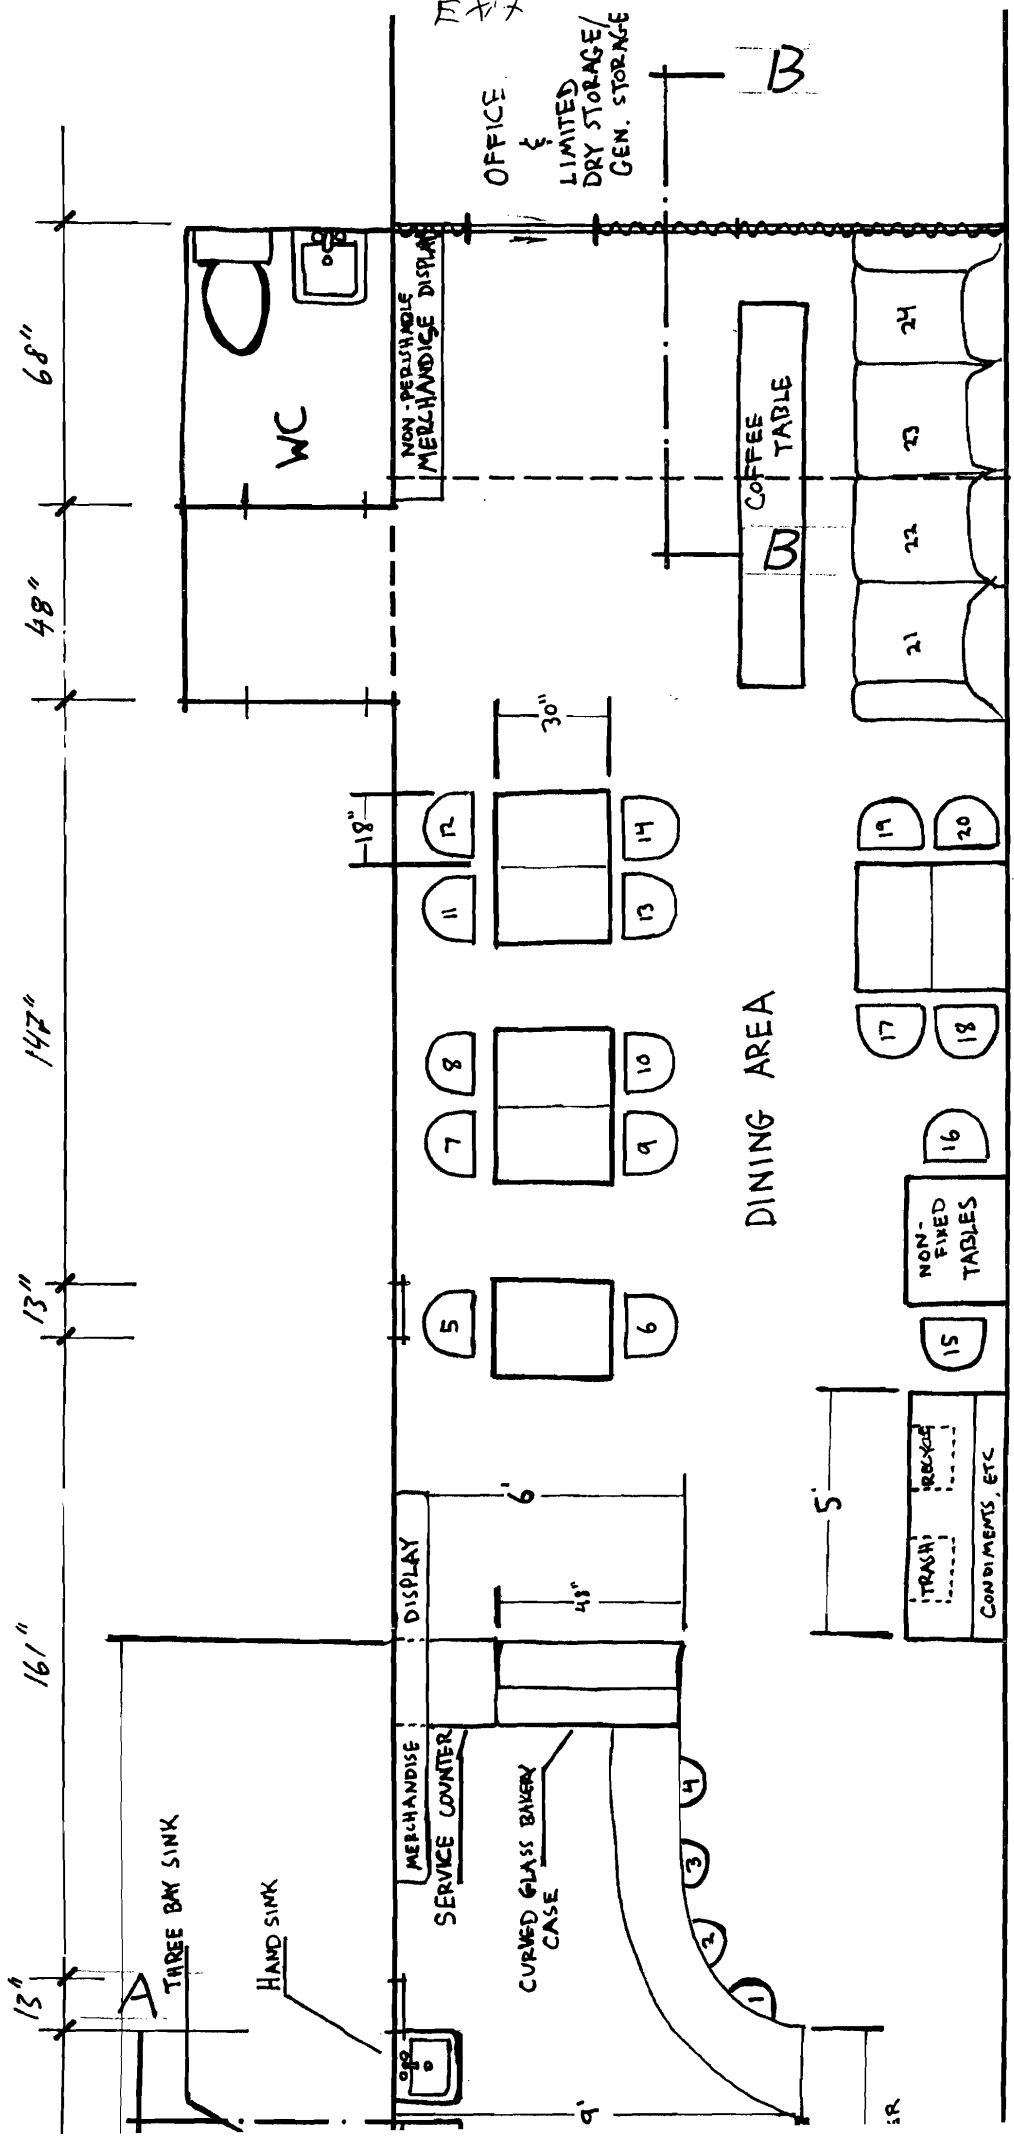 EXIT
OFFICE
&
LIMITED
DRY STORAGE/
GEN. STORAGE
B
B
68"
48"
147"
13"
161"
13"
WC
NON-PERISHABLE
MERCHANDISE DISPLAY
COFFEE
TABLE
24
23
22
21
30"
18"
12
11
14
13
19
20
17
18
8
7
10
9
16
NON-
FIXED
TABLES
15
5
6
DINING AREA
6'
48"
5'
RECYCLE
TRASH
CONDIMENTS, ETC
DISPLAY
MERCHANDISE
SERVICE COUNTER
CURVED GLASS BAKERY
CASE
4
3
2
1
THREE BAY SINK
HAND SINK
A
9'